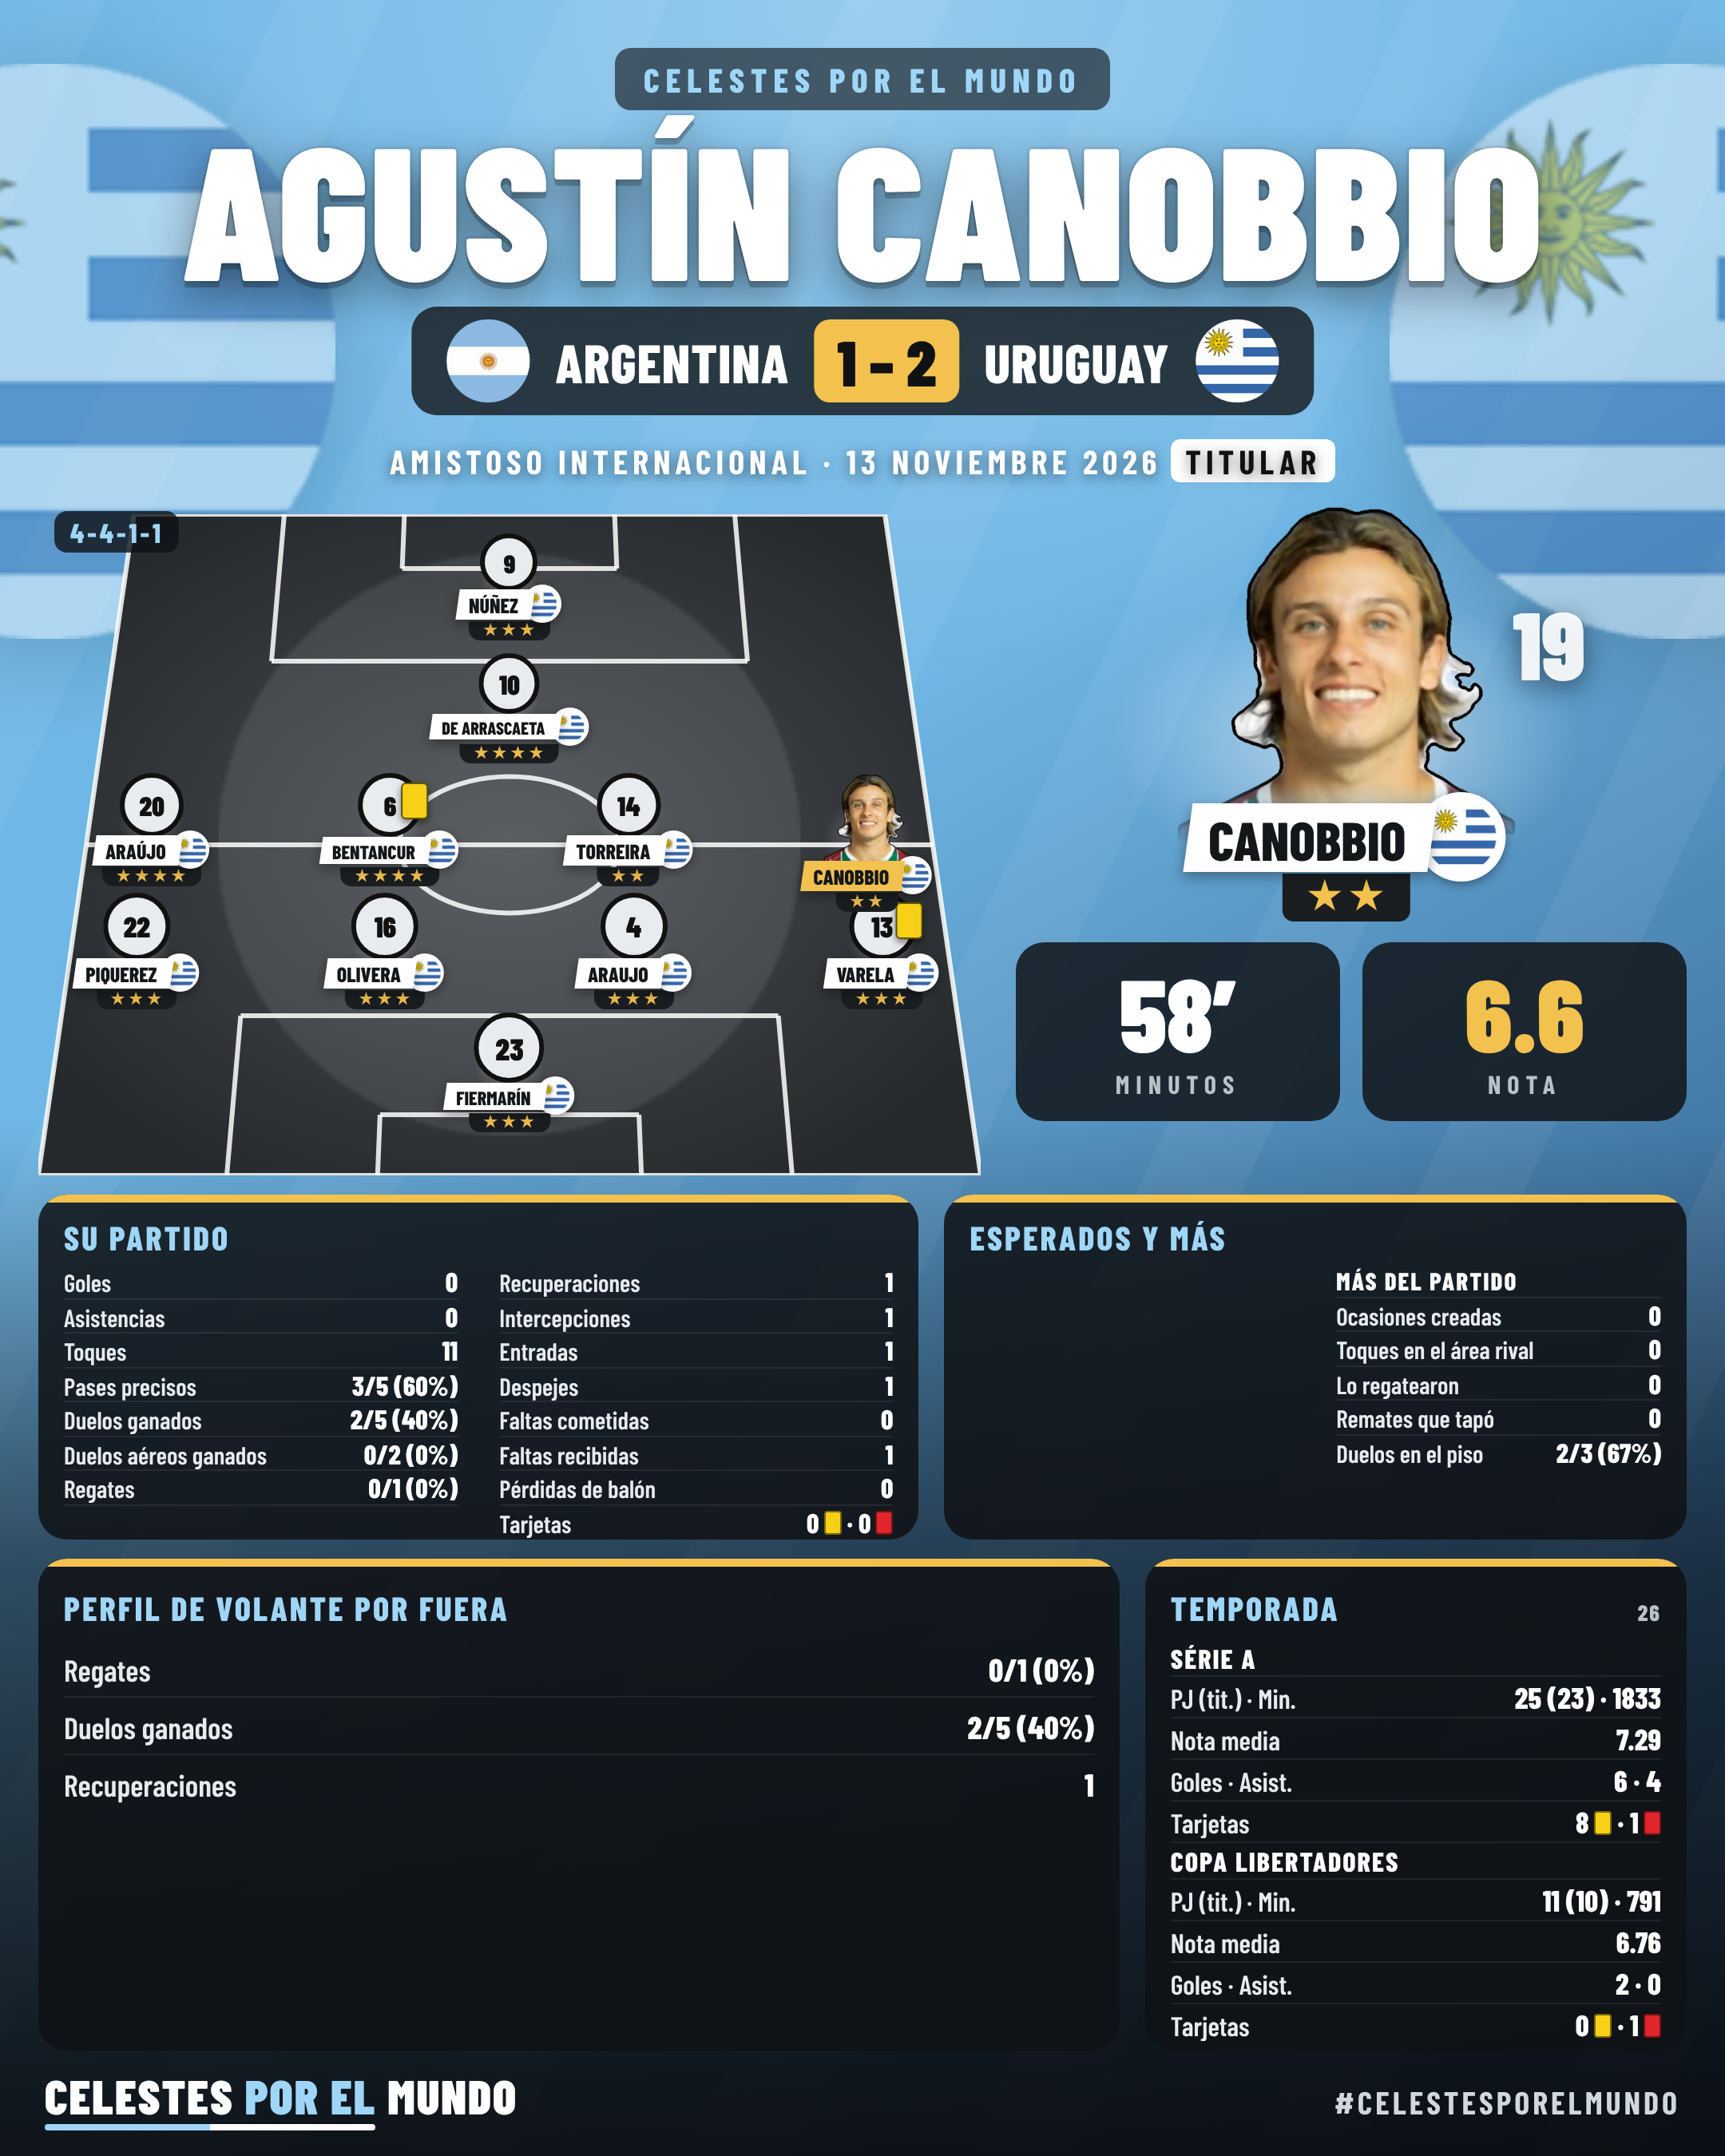 CELESTES POR EL MUNDO
AGUSTÍN CANOBBIO
ARGENTINA 1 - 2 URUGUAY
AMISTOSO INTERNACIONAL · 13 NOVIEMBRE 2026 TITULAR
4-4-1-1
9
NÚÑEZ
★★★
10
DE ARRASCAETA
★★★★
20
ARAÚJO
★★★★
6
BENTANCUR
★★★★
14
TORREIRA
★★
CANOBBIO
★★
22
PIQUEREZ
★★★
16
OLIVERA
★★★
4
ARAUJO
★★★
13
VARELA
★★★
23
FIERMARÍN
★★★
19
CANOBBIO
★★
58’
MINUTOS
6.6
NOTA
SU PARTIDO
Goles 0
Asistencias 0
Toques 11
Pases precisos 3/5 (60%)
Duelos ganados 2/5 (40%)
Duelos aéreos ganados 0/2 (0%)
Regates 0/1 (0%)
Recuperaciones 1
Intercepciones 1
Entradas 1
Despejes 1
Faltas cometidas 0
Faltas recibidas 1
Pérdidas de balón 0
Tarjetas 0 · 0
ESPERADOS Y MÁS
MÁS DEL PARTIDO
Ocasiones creadas 0
Toques en el área rival 0
Lo regatearon 0
Remates que tapó 0
Duelos en el piso 2/3 (67%)
PERFIL DE VOLANTE POR FUERA
Regates 0/1 (0%)
Duelos ganados 2/5 (40%)
Recuperaciones 1
TEMPORADA 26
SÉRIE A
PJ (tit.) · Min. 25 (23) · 1833
Nota media 7.29
Goles · Asist. 6 · 4
Tarjetas 8 · 1
COPA LIBERTADORES
PJ (tit.) · Min. 11 (10) · 791
Nota media 6.76
Goles · Asist. 2 · 0
Tarjetas 0 · 1
CELESTES POR EL MUNDO
#CELESTESPORELMUNDO